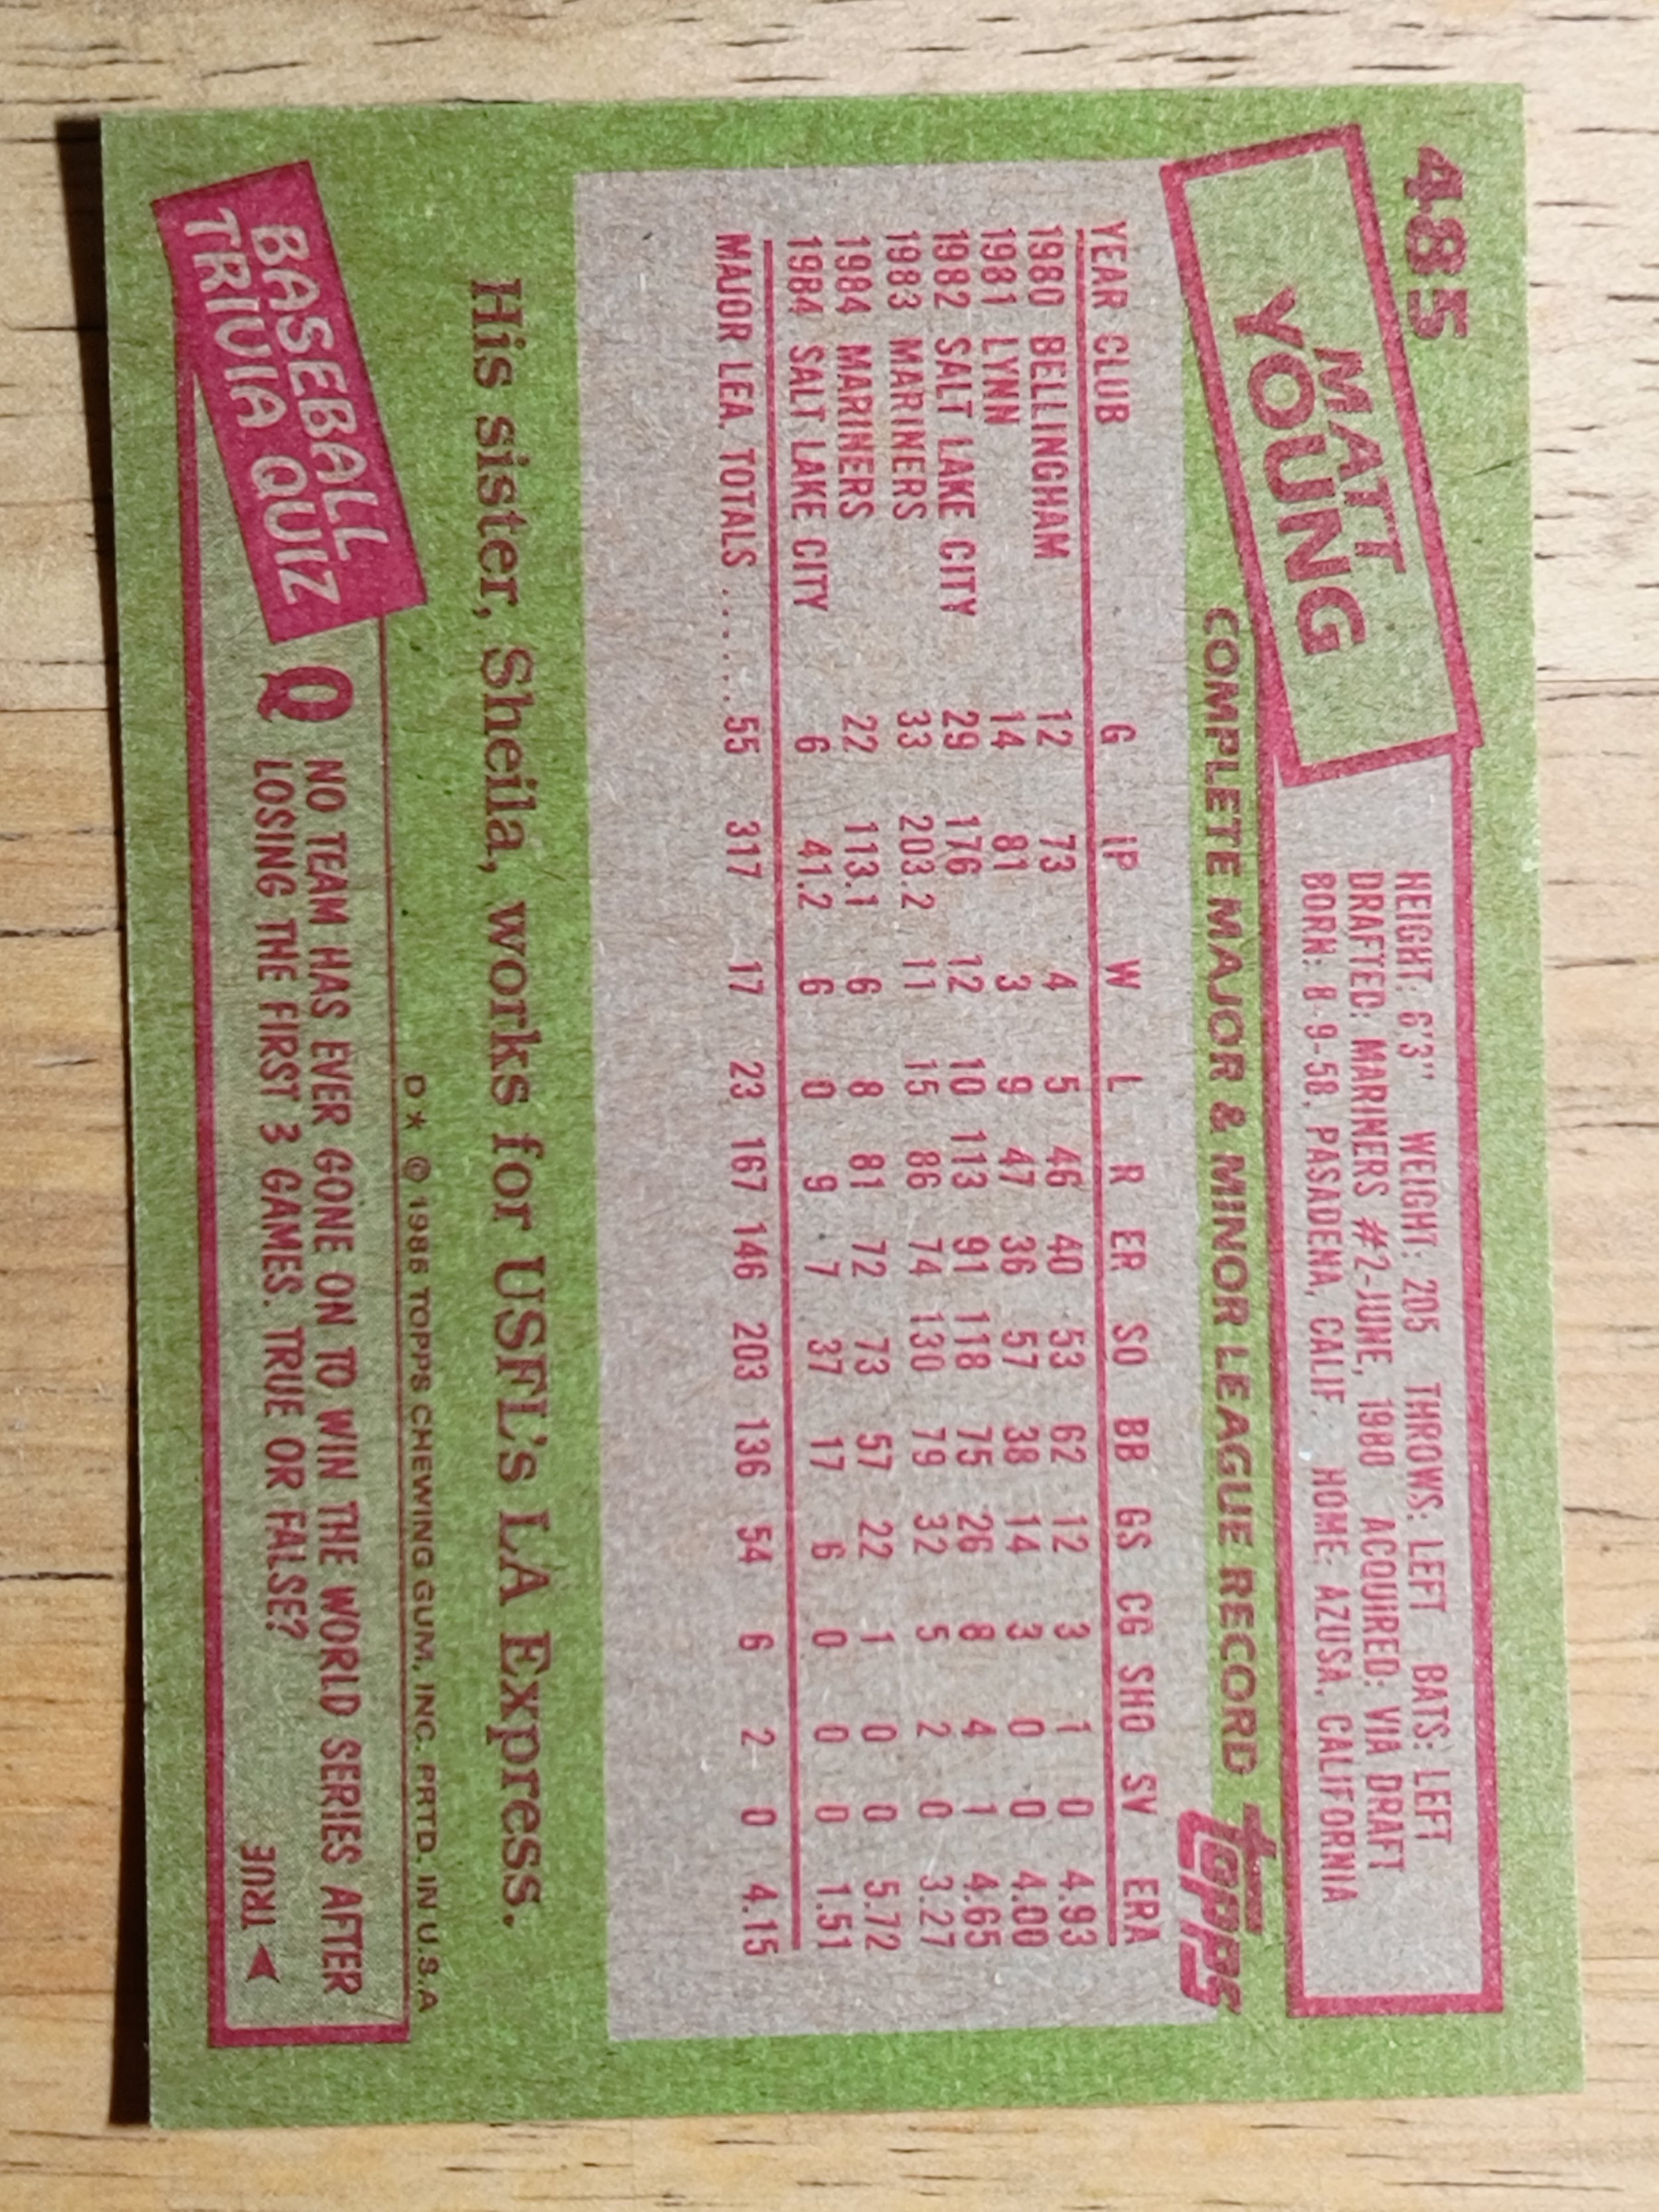 485
MATT
YOUNG
HEIGHT: 6'3" WEIGHT: 205 THROWS: LEFT BATS: LEFT
DRAFTED: MARINERS #2-JUNE, 1980 ACQUIRED: VIA DRAFT
BORN: 8-9-58, PASADENA, CALIF. HOME: AZUSA, CALIFORNIA
COMPLETE MAJOR & MINOR LEAGUE RECORD topps
YEAR CLUB G IP W L R ER SO BB GS CG SHO SV ERA
1980 BELLINGHAM 12 73 4 5 46 40 53 62 12 3 1 0 4.93
1981 LYNN 14 81 3 9 47 36 57 38 14 3 0 0 4.00
1982 SALT LAKE CITY 29 176 12 10 113 91 118 75 26 8 4 1 4.65
1983 MARINERS 33 203.2 11 15 86 74 130 79 32 5 2 0 3.27
1984 MARINERS 22 113.1 6 8 81 72 73 57 22 1 0 0 5.72
1984 SALT LAKE CITY 6 41.2 6 0 9 7 37 17 6 0 0 0 1.51
MAJOR LEA. TOTALS ...... 55 317 17 23 167 146 203 136 54 6 2 0 4.15
His sister, Sheila, works for USFL's LA Express.
D* © 1985 TOPPS CHEWING GUM, INC. PRTD. IN U.S.A
BASEBALL
TRIVIA QUIZ
Q NO TEAM HAS EVER GONE ON TO WIN THE WORLD SERIES AFTER
LOSING THE FIRST 3 GAMES. TRUE OR FALSE?
TRUE